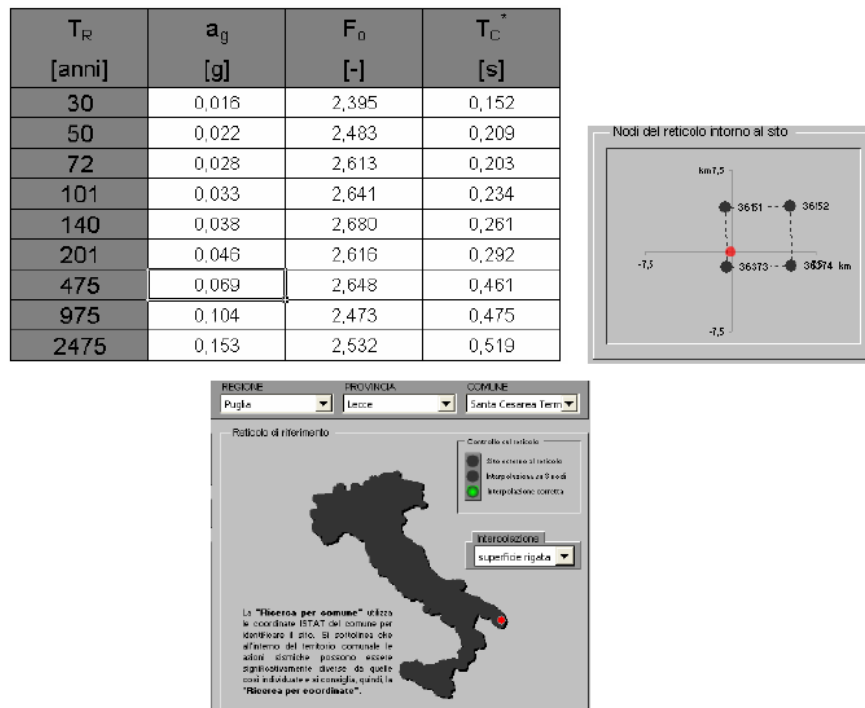 T_R a_g F_0 T_C*
[anni] [g] [-] [s]
30 0,016 2,395 0,152
50 0,022 2,483 0,209
72 0,028 2,613 0,203
101 0,033 2,641 0,234
140 0,038 2,680 0,261
201 0,046 2,616 0,292
475 0,069 2,648 0,461
975 0,104 2,473 0,475
2475 0,153 2,532 0,519
Nodi del reticolo intorno al sito
km 7,5
36151 36152
-7,5
36373 36374 km
-7,5
REGIONE PROVINCIA COMUNE
Puglia Lecce Santa Cesarea Term
Reticolo di riferimento
Controllo sul reticolo
Sito esterno al reticolo
Interpolazione su 3 nodi
Interpolazione corretta
Interpolazione
superficie rigata
La "Ricerca per comune" utilizza
le coordinate ISTAT del comune per
identificare il sito. Si sottolinea che
all'interno del territorio comunale le
azioni sismiche possono essere
significativamente diverse da quelle
così individuate e si consiglia, quindi, la
"Ricerca per coordinate".